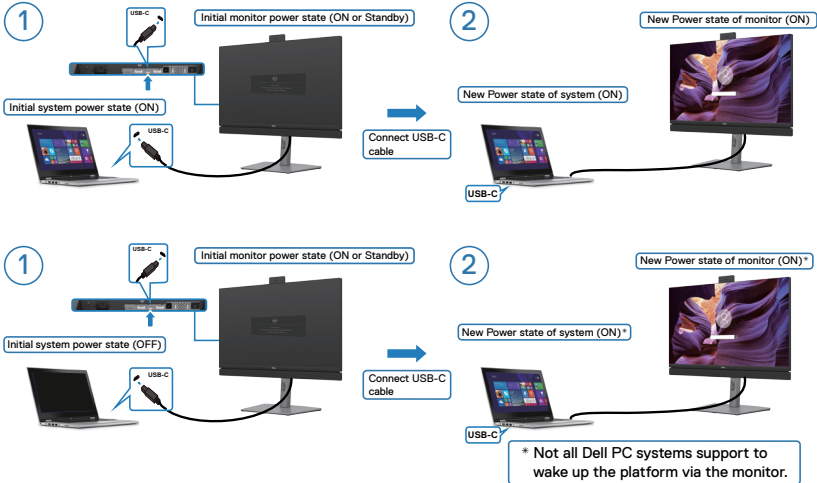 1
USB-C
Initial monitor power state (ON or Standby)
Initial system power state (ON)
USB-C
Connect USB-C
cable
2
New Power state of monitor (ON)
New Power state of system (ON)
USB-C
1
USB-C
Initial monitor power state (ON or Standby)
Initial system power state (OFF)
USB-C
Connect USB-C
cable
2
New Power state of monitor (ON)*
New Power state of system (ON)*
USB-C
* Not all Dell PC systems support to
wake up the platform via the monitor.